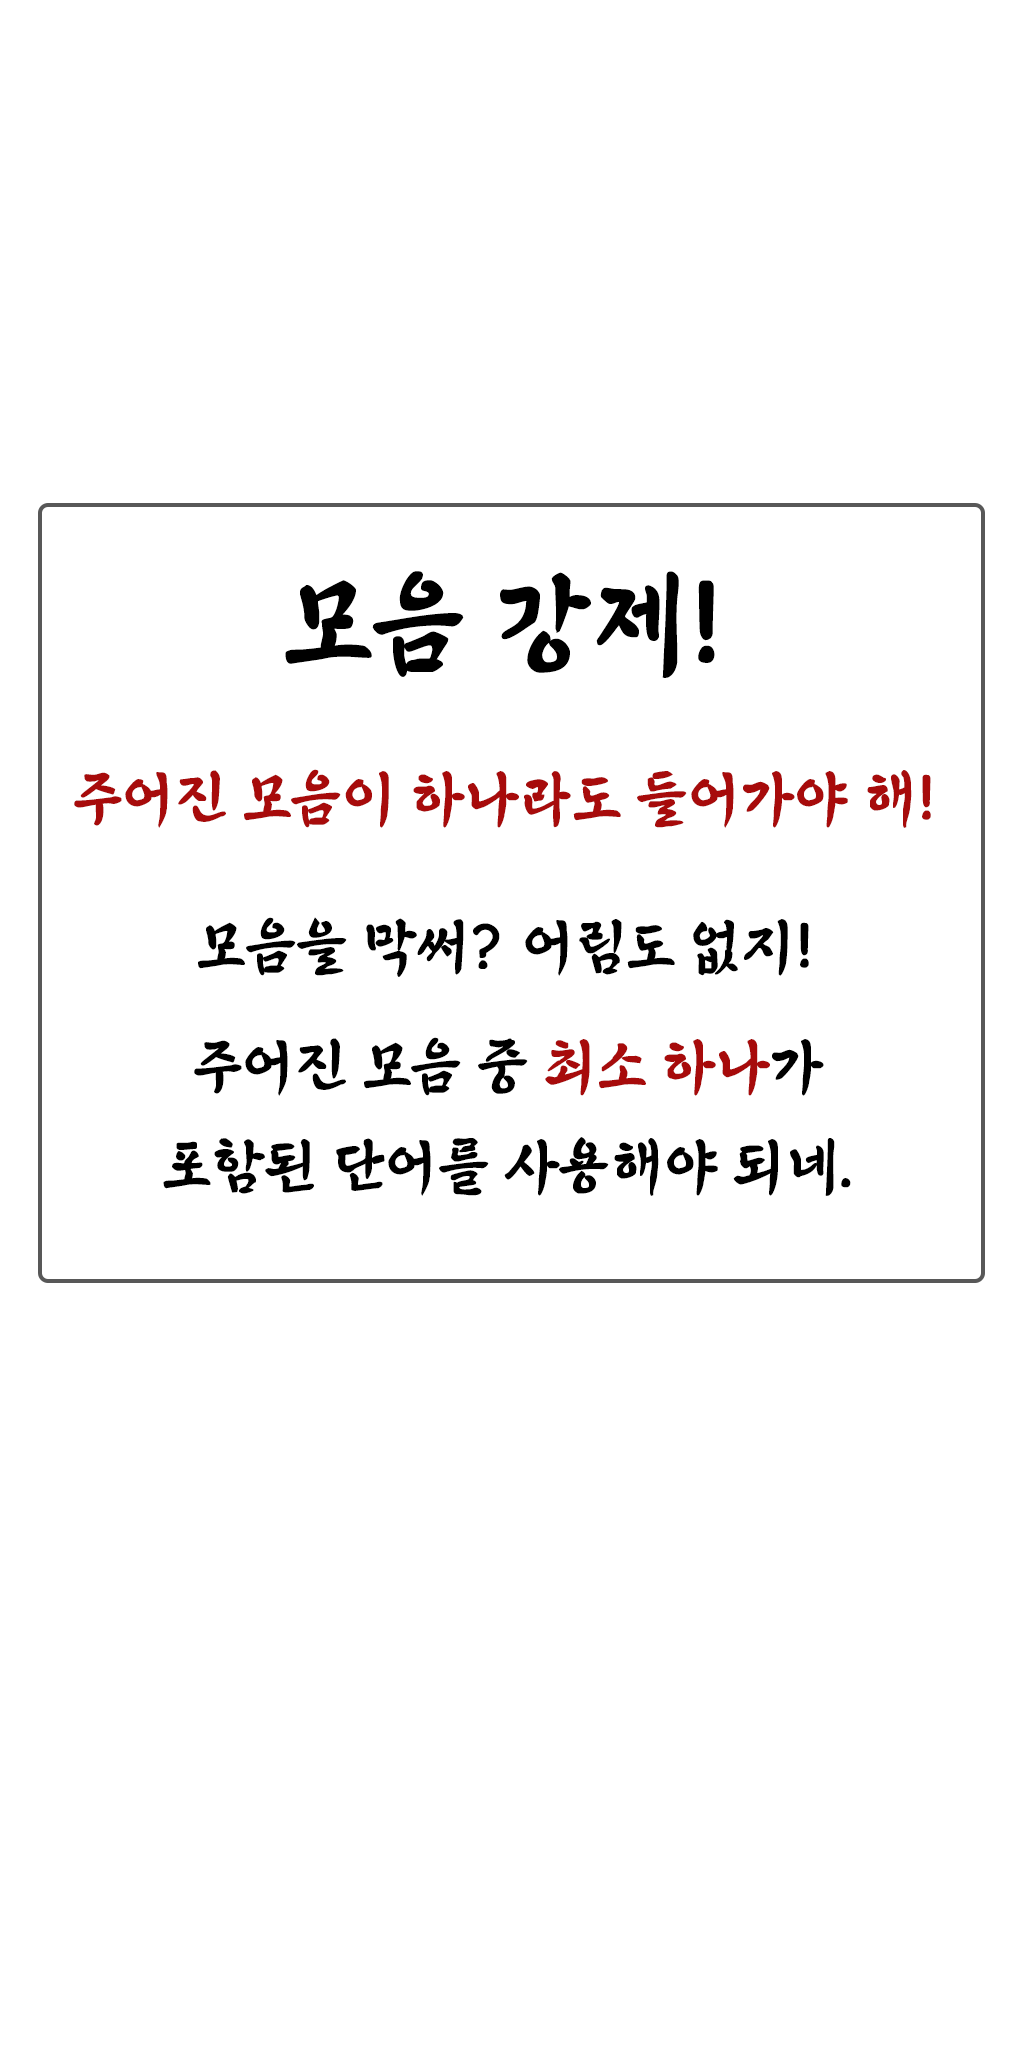 모음 강제!
주어진 모음이 하나라도 들어가야 해!
모음을 막써? 어림도 없지!
주어진 모음 중 최소 하나가
포함된 단어를 사용해야 되네.